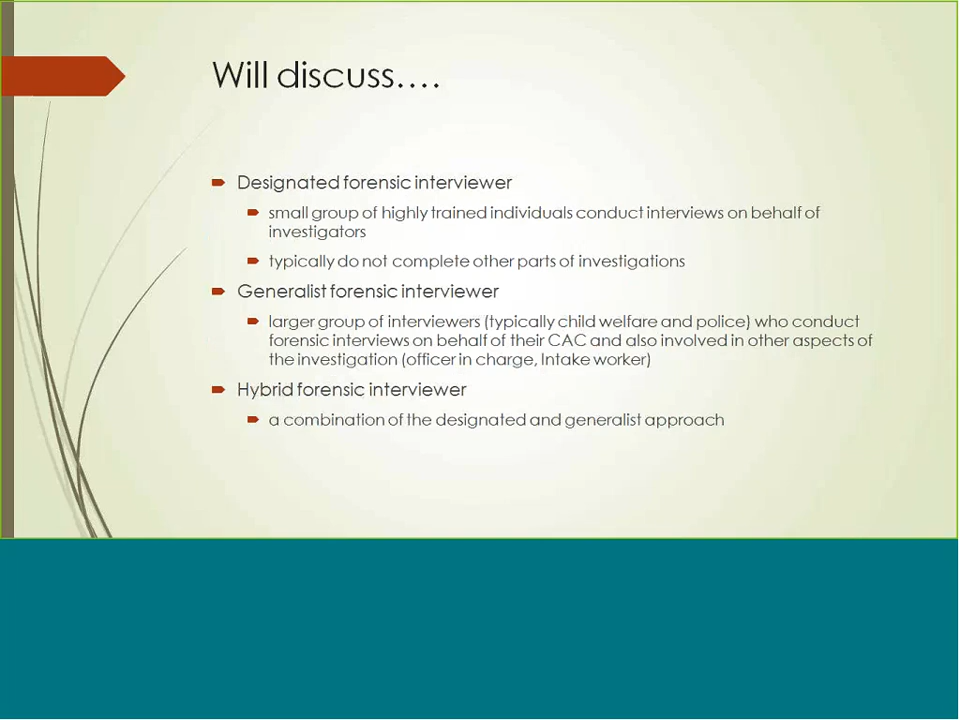 Will discuss....
Designated forensic interviewer
small group of highly trained individuals conduct interviews on behalf of
investigators
typically do not complete other parts of investigations
Generalist forensic interviewer
larger group of interviewers (typically child welfare and police) who conduct
forensic interviews on behalf of their CAC and also involved in other aspects of
the investigation (officer in charge, Intake worker)
Hybrid forensic interviewer
a combination of the designated and generalist approach